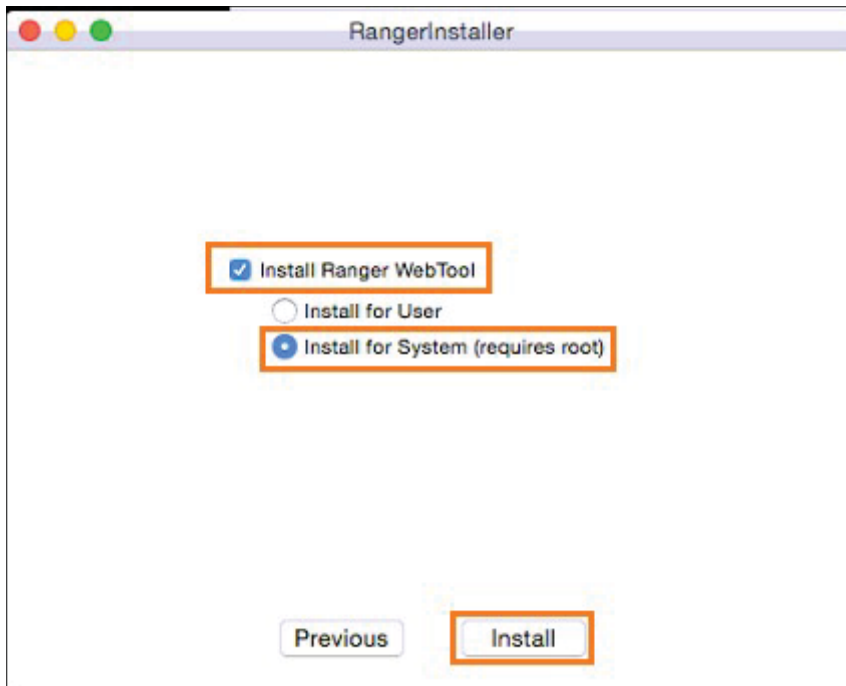 RangerInstaller
Install Ranger WebTool
Install for User
Install for System (requires root)
Previous Install